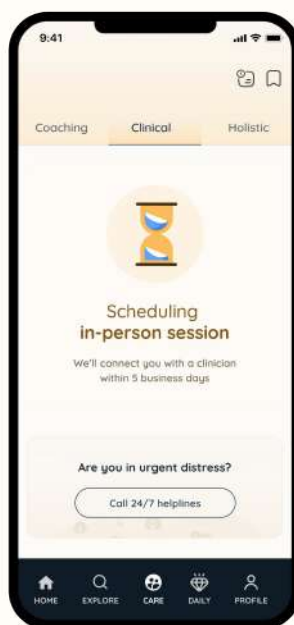 9:41
Coaching Clinical Holistic
Scheduling
in-person session
We'll connect you with a clinician
within 5 business days
Are you in urgent distress?
Call 24/7 helplines
HOME EXPLORE CARE DAILY PROFILE